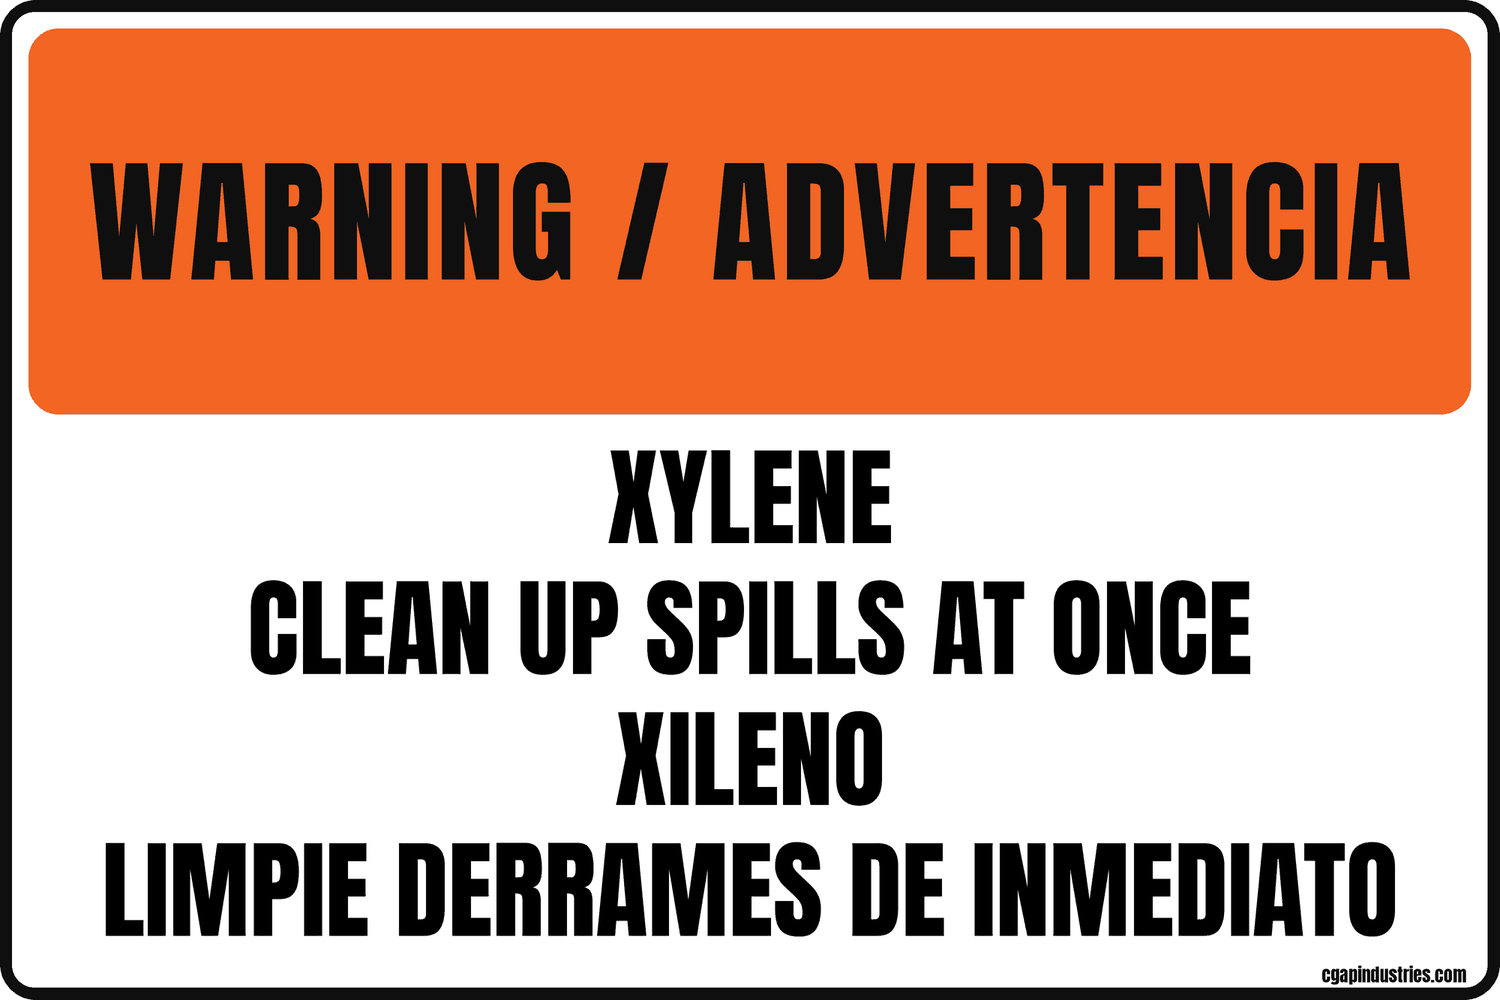 WARNING / ADVERTENCIA
XYLENE
CLEAN UP SPILLS AT ONCE
XILENO
LIMPIE DERRAMES DE INMEDIATO
cgapindustries.com